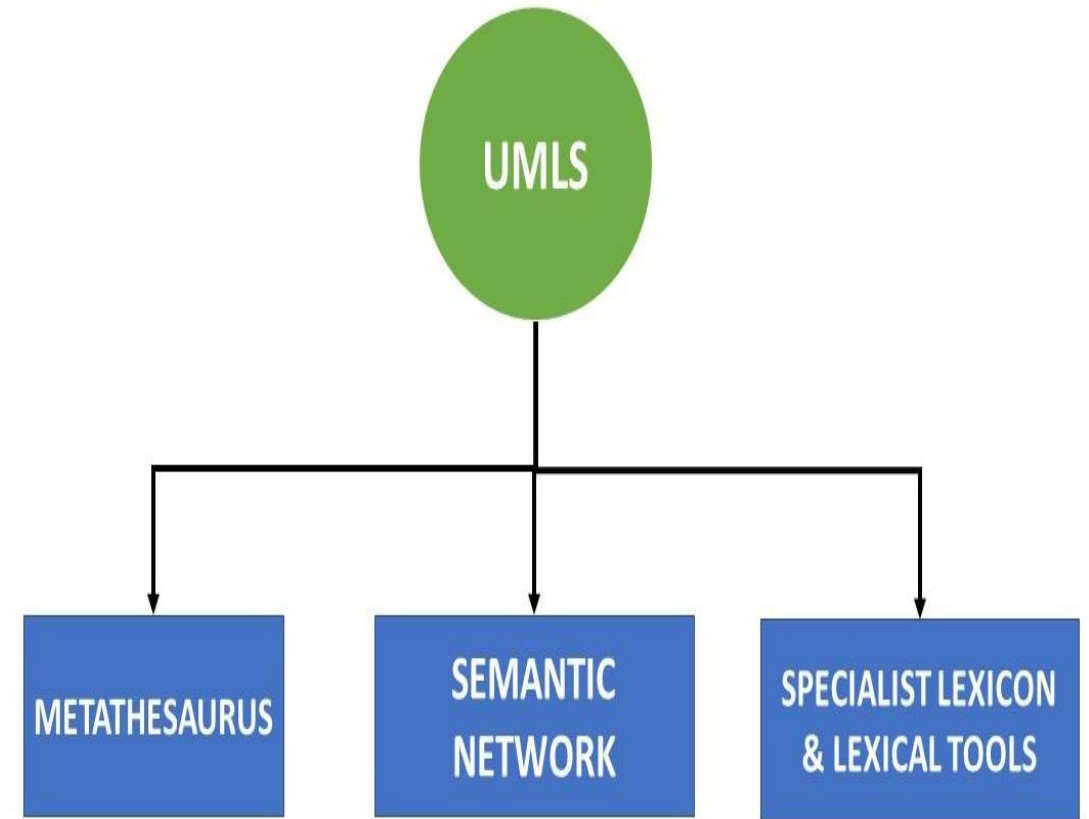 UMLS
METATHESAURUS
SEMANTIC
NETWORK
SPECIALIST LEXICON
& LEXICAL TOOLS